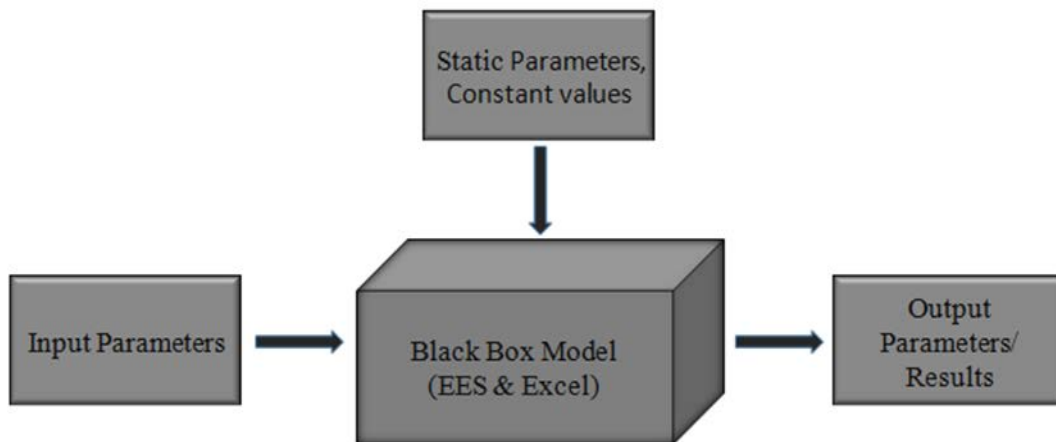 Static Parameters,
Constant values
Input Parameters
Black Box Model
(EES & Excel)
Output
Parameters/
Results